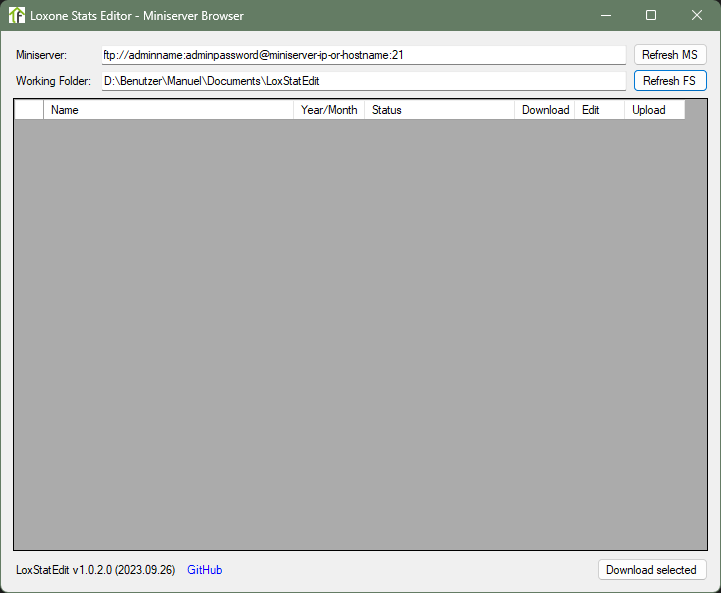 Loxone Stats Editor - Miniserver Browser
Miniserver: ftp://adminname:adminpassword@miniserver-ip-or-hostname:21 Refresh MS
Working Folder: D:\Benutzer\Manuel\Documents\LoxStatEdit Refresh FS
Name Year/Month Status Download Edit Upload
LoxStatEdit v1.0.2.0 (2023.09.26) GitHub Download selected